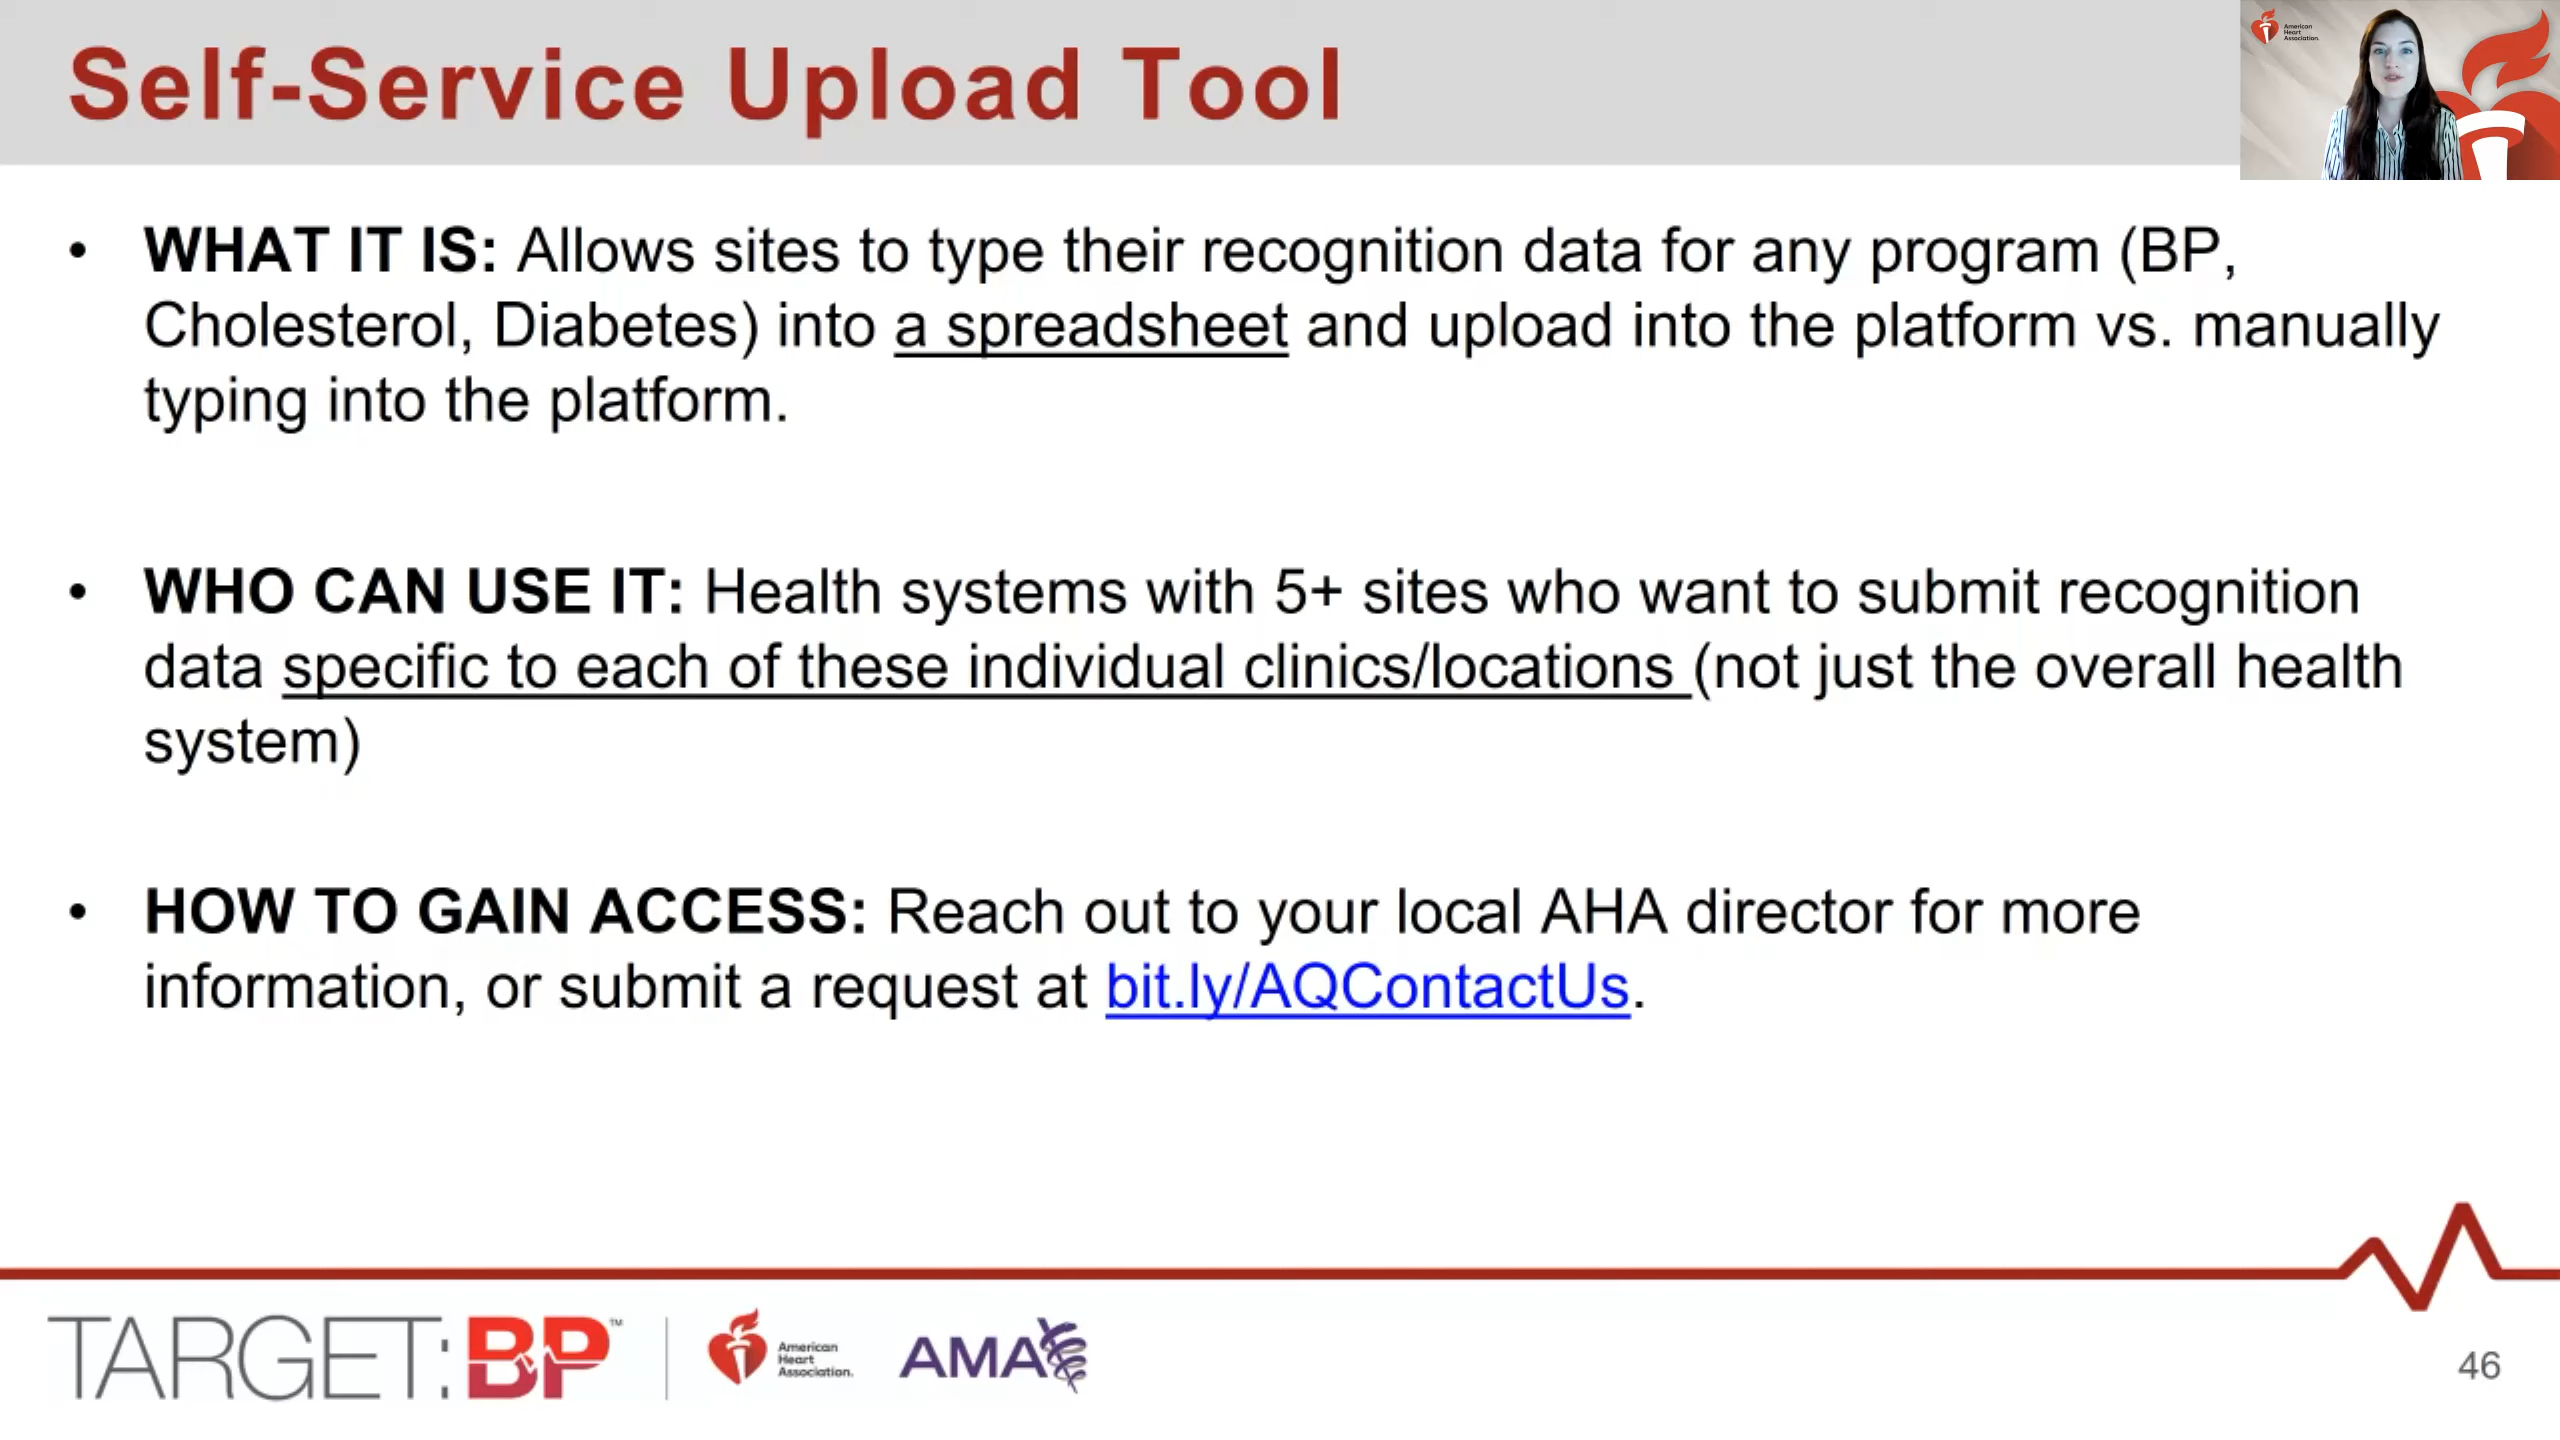 Self-Service Upload Tool
American
Heart
Association.
• WHAT IT IS: Allows sites to type their recognition data for any program (BP,
Cholesterol, Diabetes) into a spreadsheet and upload into the platform vs. manually
typing into the platform.
• WHO CAN USE IT: Health systems with 5+ sites who want to submit recognition
data specific to each of these individual clinics/locations (not just the overall health
system)
• HOW TO GAIN ACCESS: Reach out to your local AHA director for more
information, or submit a request at bit.ly/AQContactUs.
TARGET:BP™
American
Heart
Association.
AMA
46